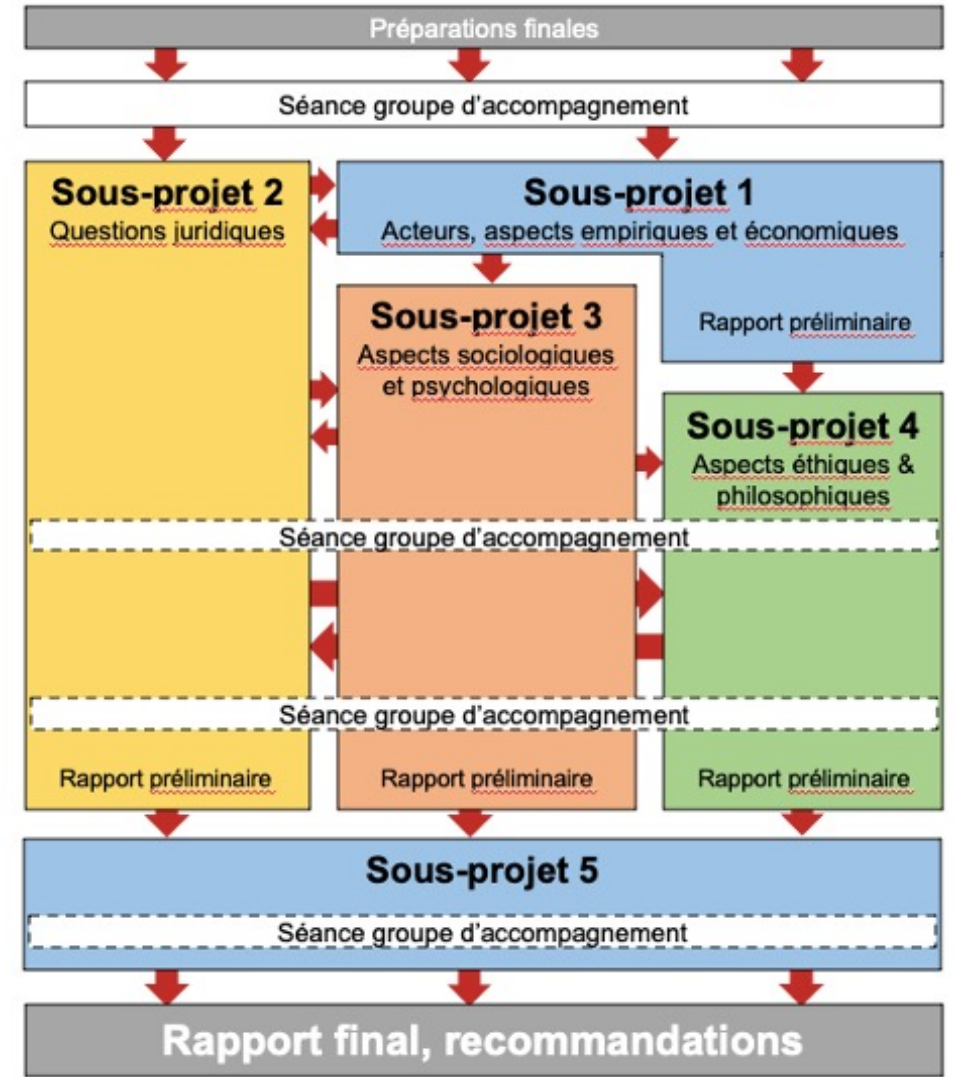 Préparations finales
Séance groupe d'accompagnement
Sous-projet 2
Questions juridiques
Sous-projet 1
Acteurs, aspects empiriques et économiques
Rapport préliminaire
Sous-projet 3
Aspects sociologiques
et psychologiques
Sous-projet 4
Aspects éthiques &
philosophiques
Séance groupe d'accompagnement
Séance groupe d'accompagnement
Rapport préliminaire
Rapport préliminaire
Rapport préliminaire
Sous-projet 5
Séance groupe d'accompagnement
Rapport final, recommandations